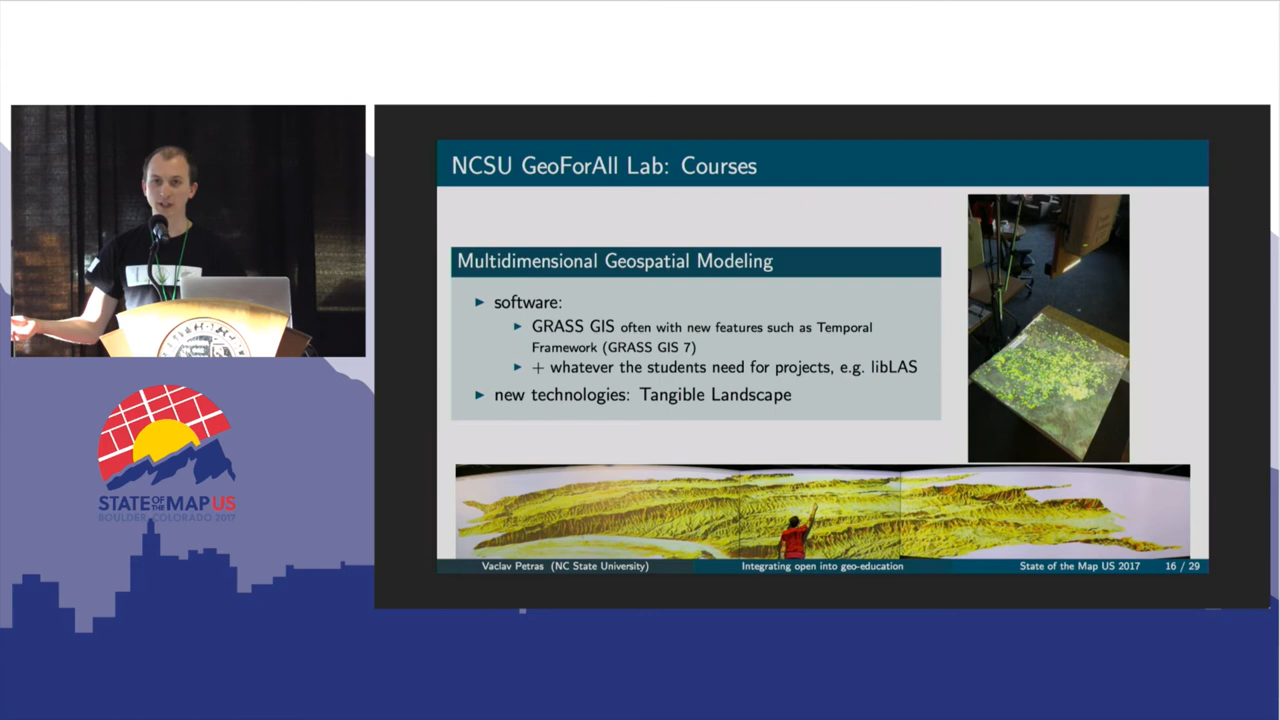 NCSU GeoForAll Lab: Courses
Multidimensional Geospatial Modeling
software:
GRASS GIS often with new features such as Temporal
Framework (GRASS GIS 7)
+ whatever the students need for projects, e.g. libLAS
new technologies: Tangible Landscape
Vaclav Petras (NC State University) Integrating open into geo-education State of the Map US 2017 16 / 29
STATE OF THE MAP US
BOULDER, COLORADO 2017